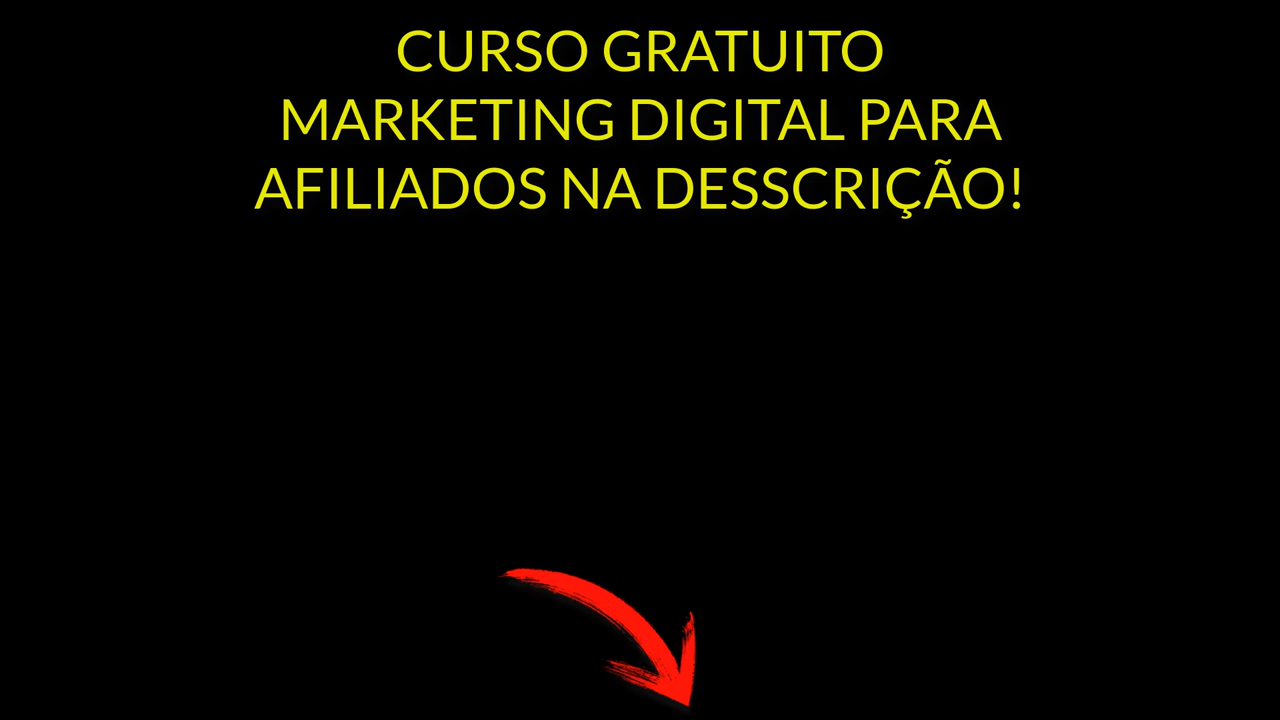 CURSO GRATUITO
MARKETING DIGITAL PARA
AFILIADOS NA DESSCRIÇÃO!